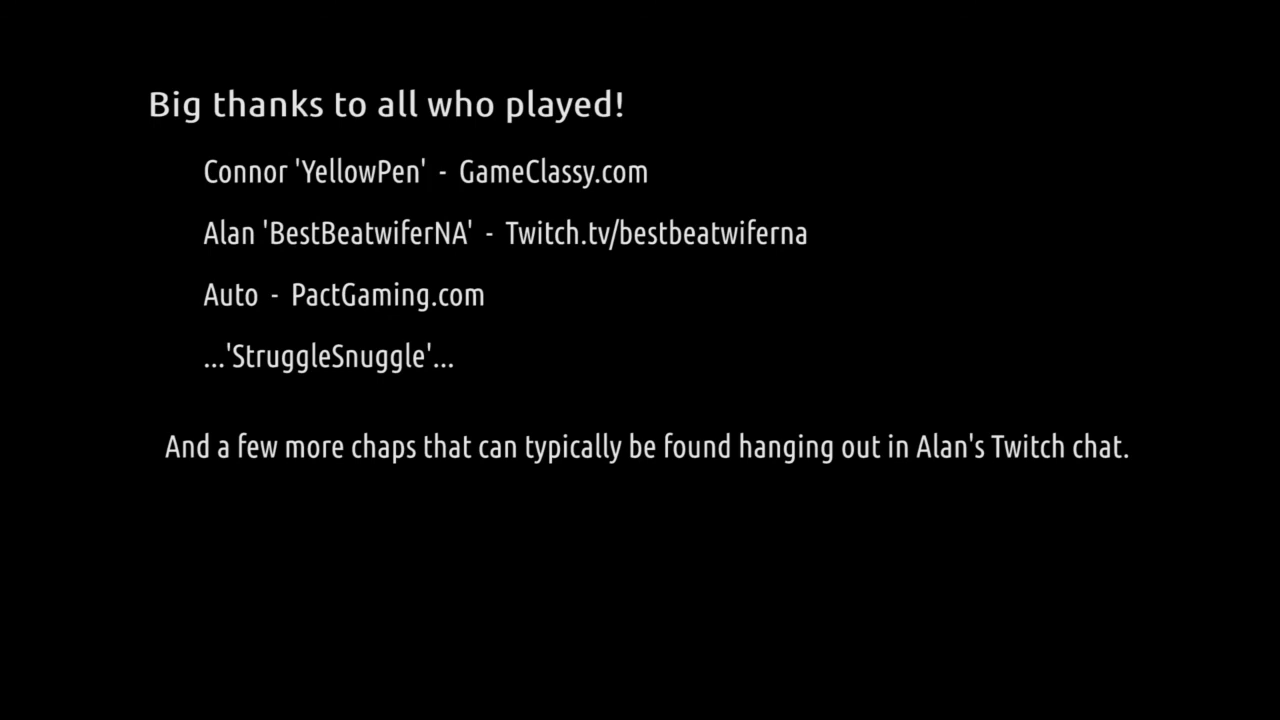 Big thanks to all who played!
Connor 'YellowPen' - GameClassy.com
Alan 'BestBeatwiferNA' - Twitch.tv/bestbeatwiferna
Auto - PactGaming.com
...'StruggleSnuggle'...
And a few more chaps that can typically be found hanging out in Alan's Twitch chat.